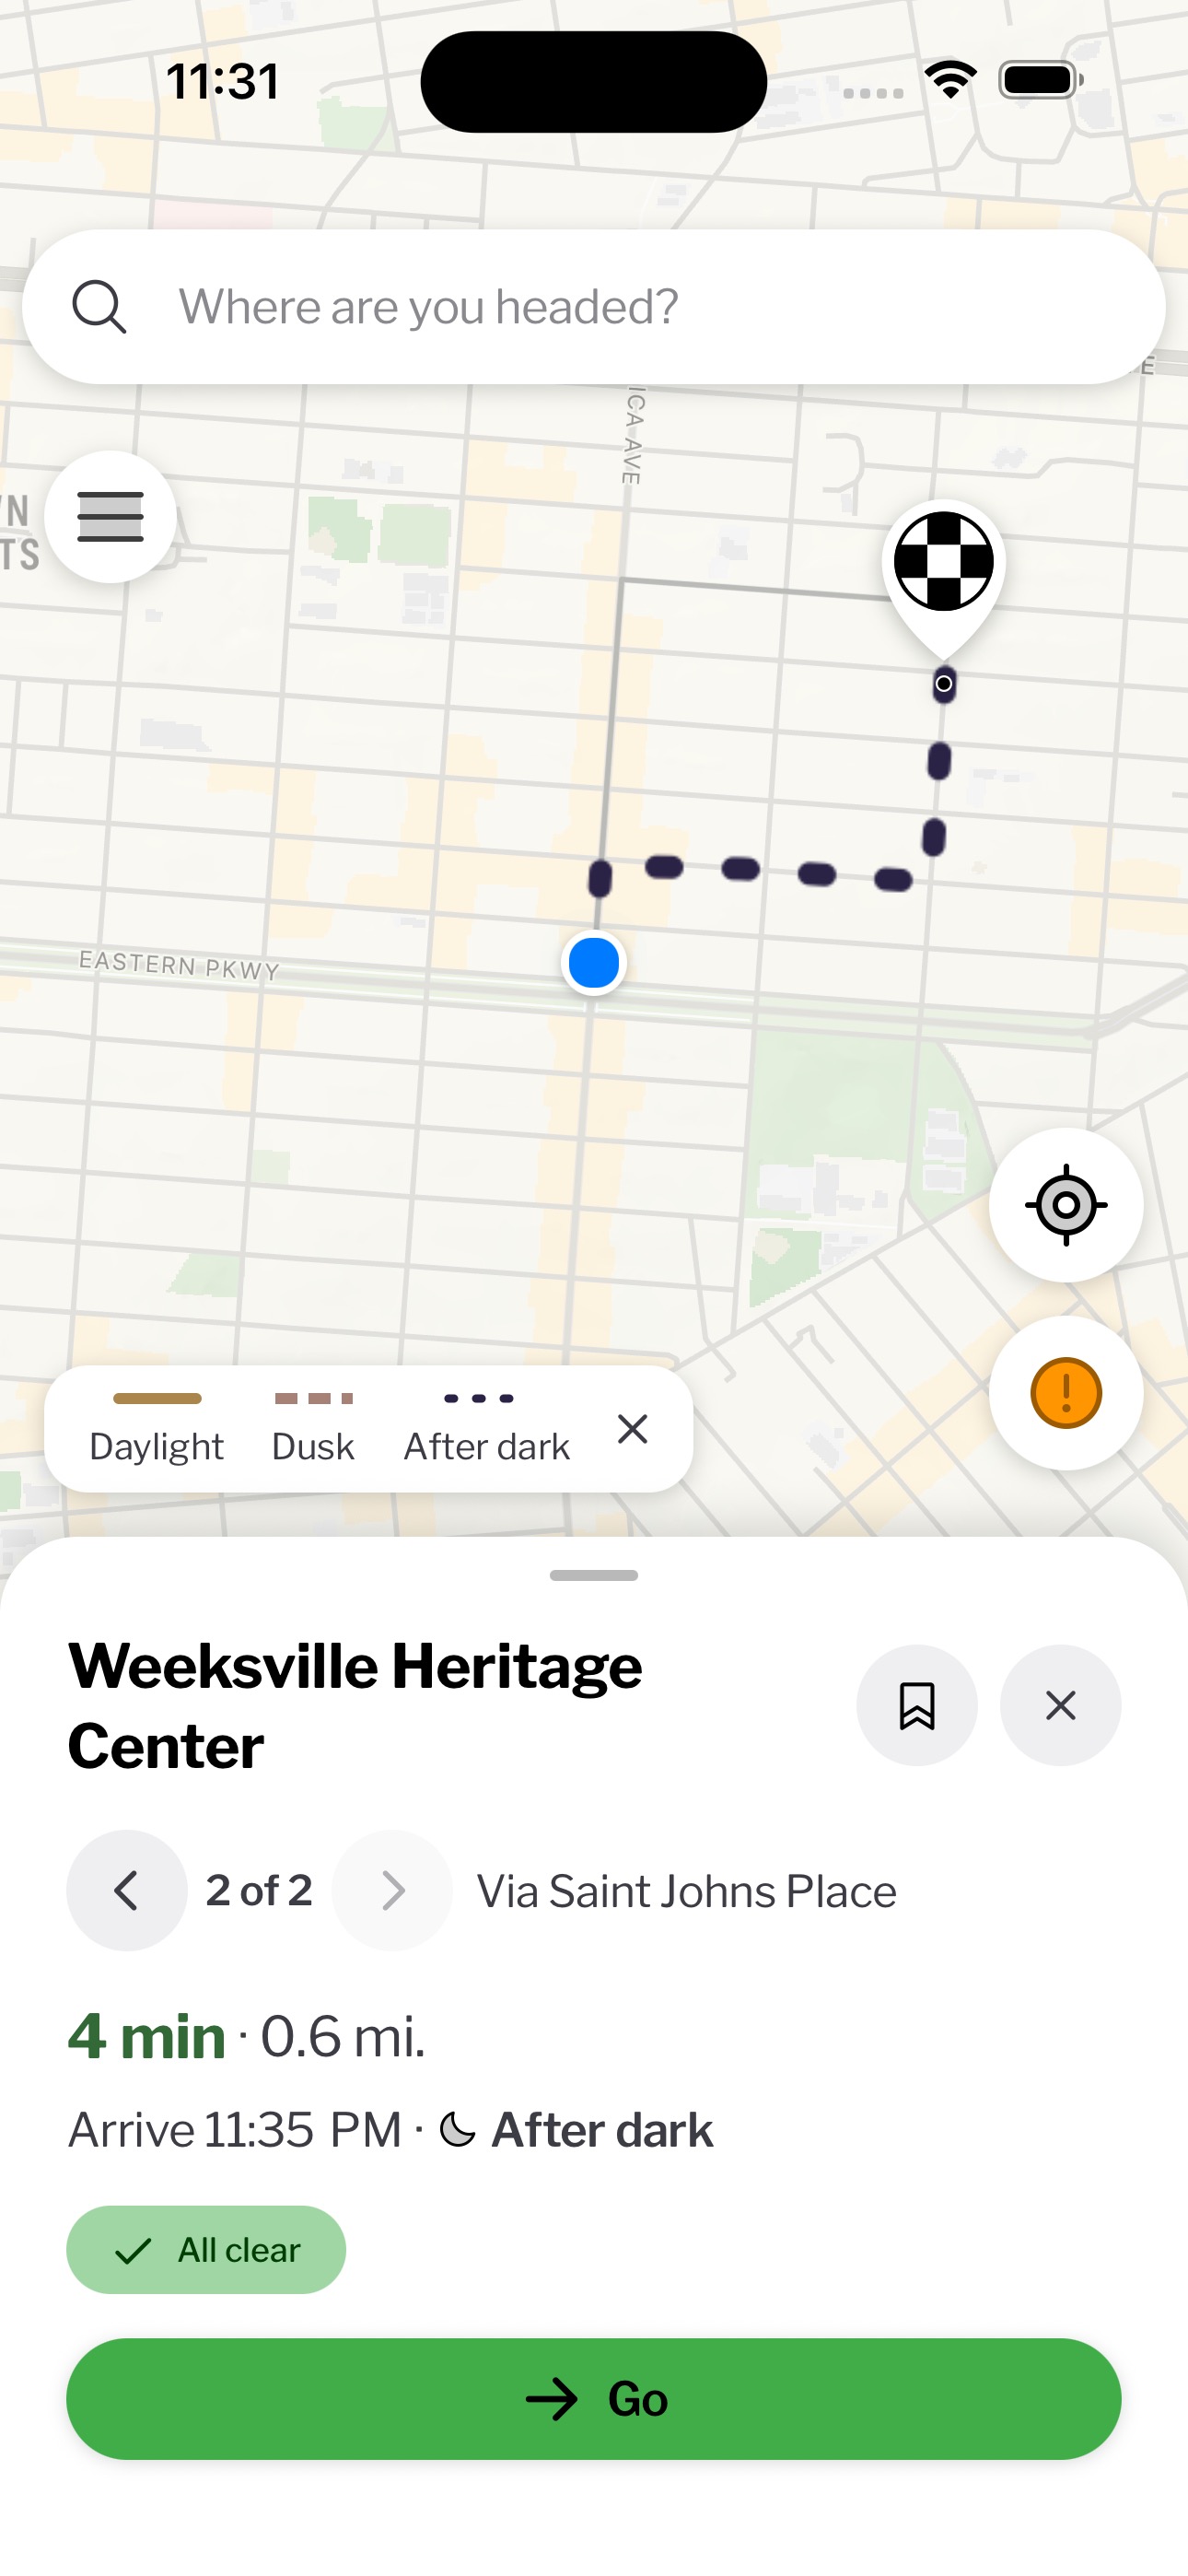 11:31
Where are you headed?
E
ICA AVE
N
TS
EASTERN PKWY
Daylight
Dusk
After dark
Weeksville Heritage
Center
2 of 2
Via Saint Johns Place
4 min · 0.6 mi.
Arrive 11:35 PM · After dark
All clear
Go